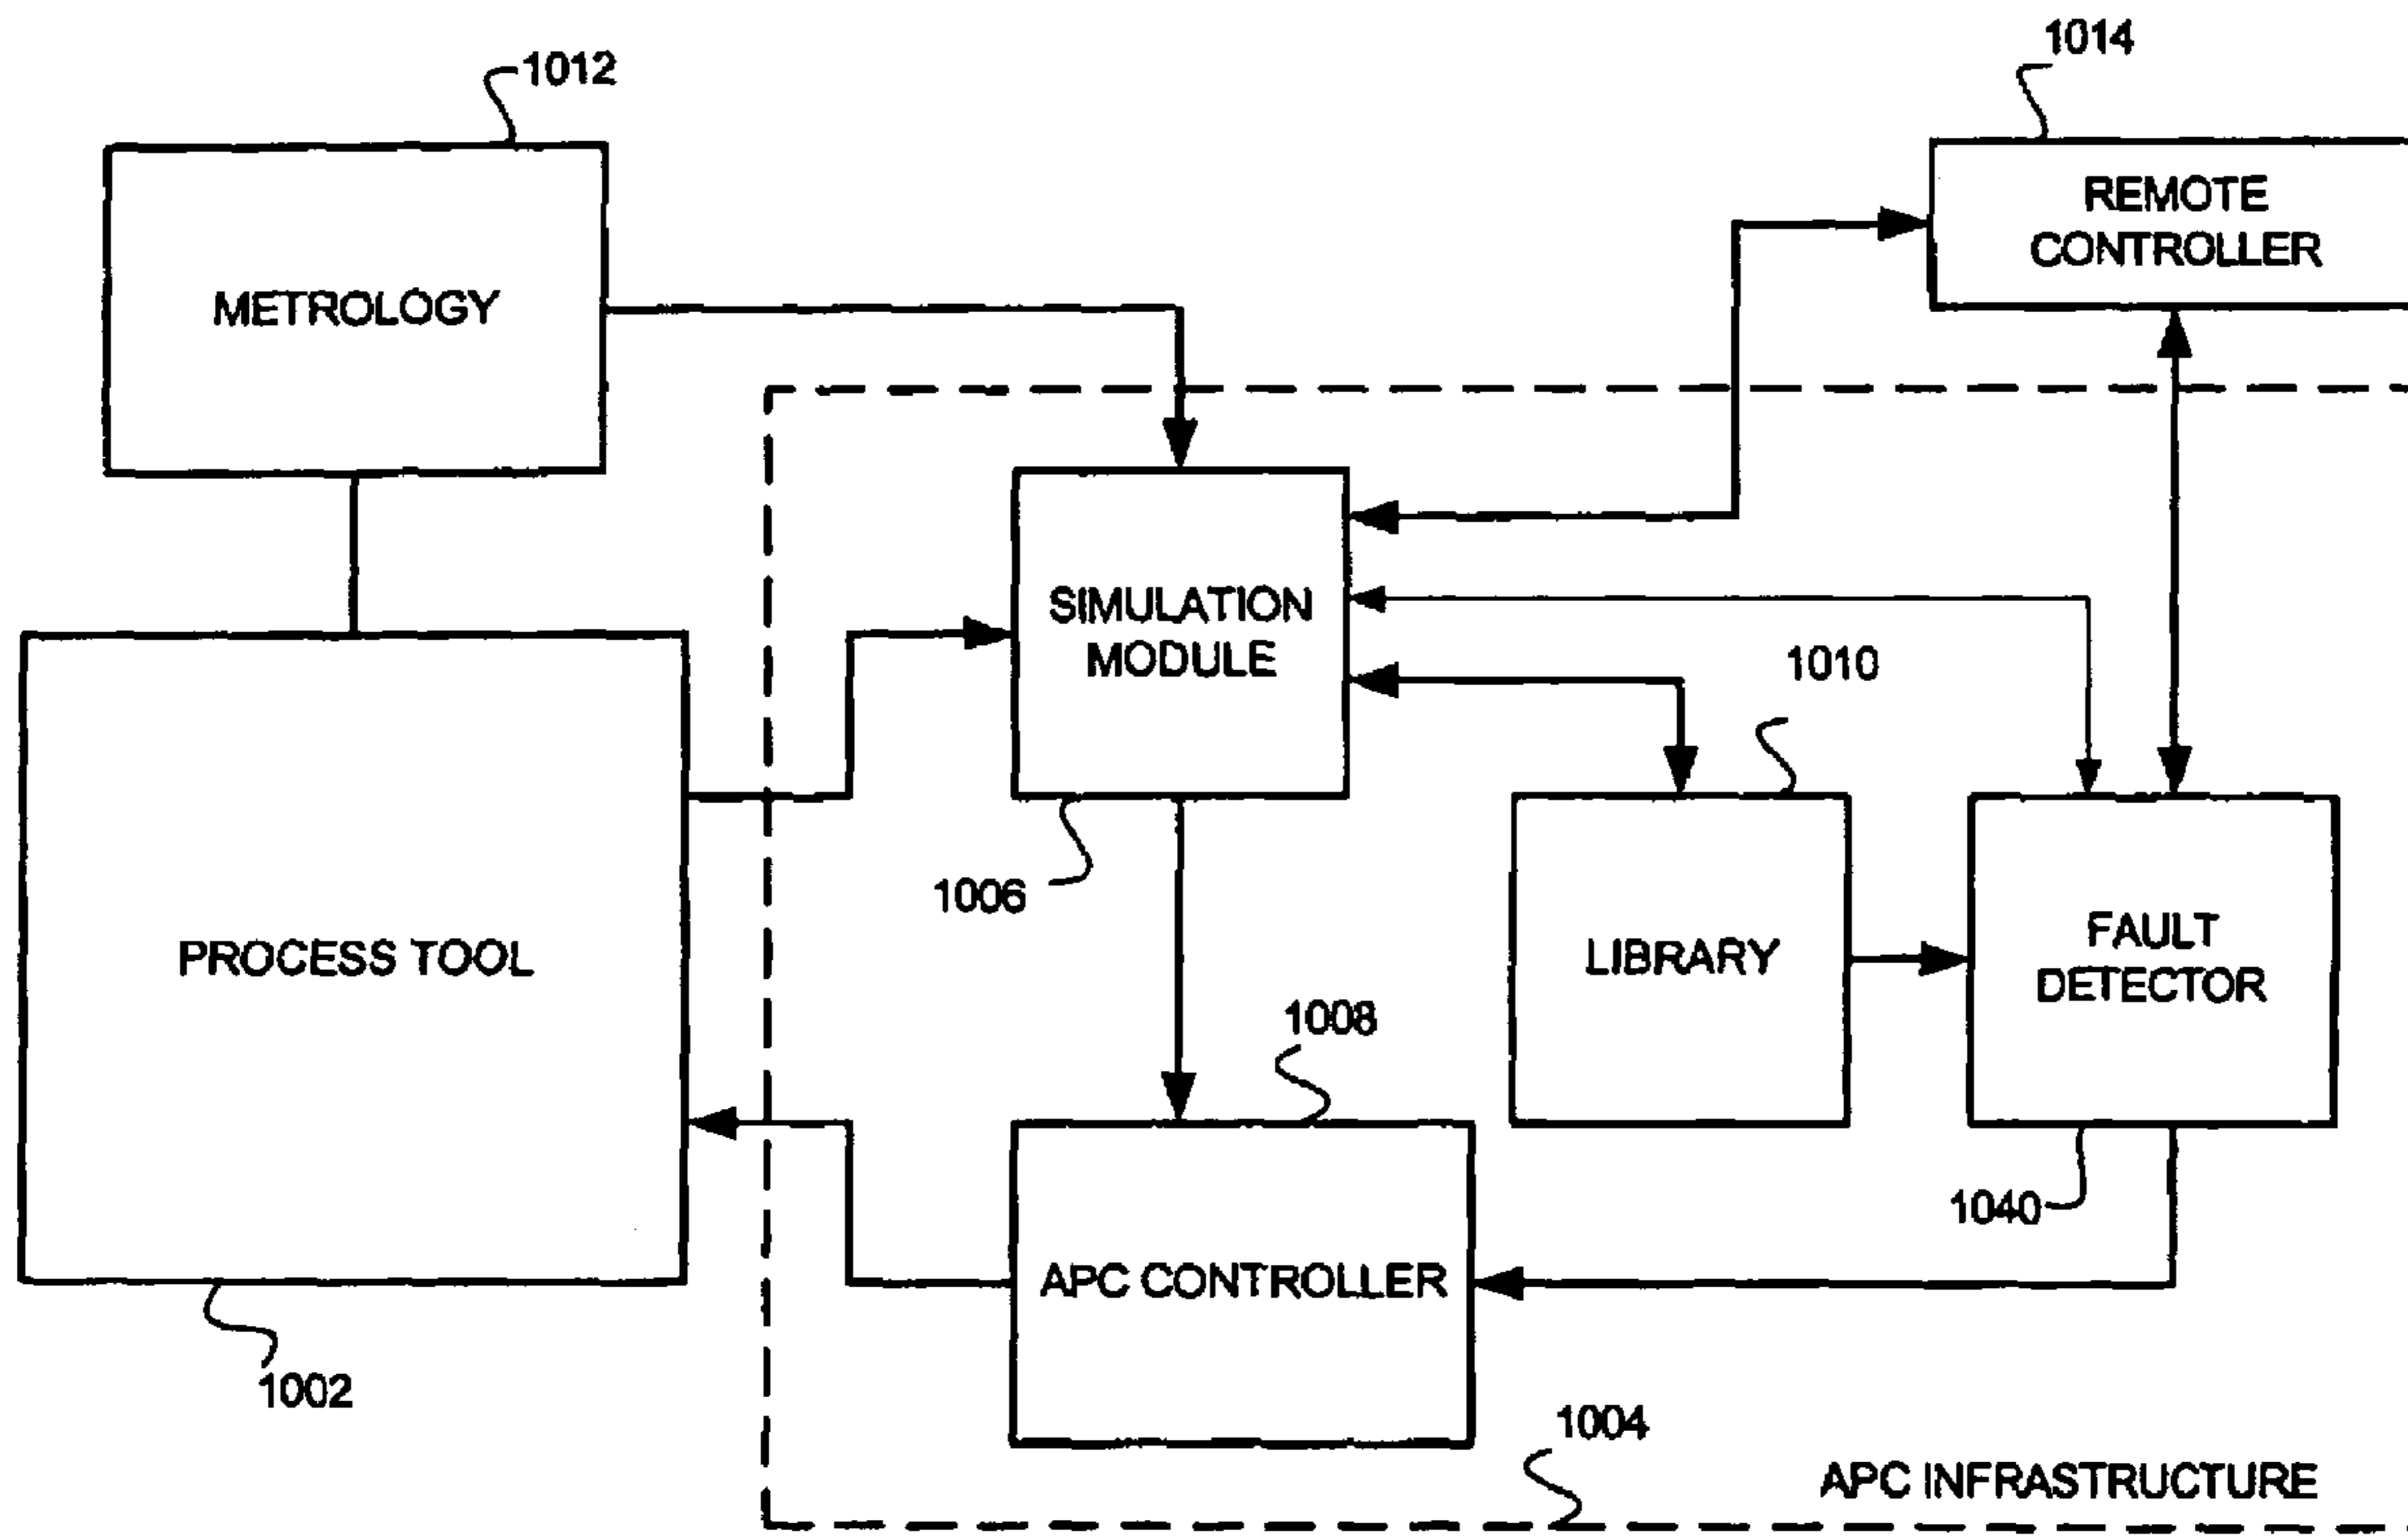 1012
1014
METROLOGY
REMOTE
CONTROLLER
SIMULATION
MODULE
1010
1006
PROCESS TOOL
LIBRARY
FAULT
DETECTOR
1008
1040
APC CONTROLLER
1002
1004
APC INFRASTRUCTURE